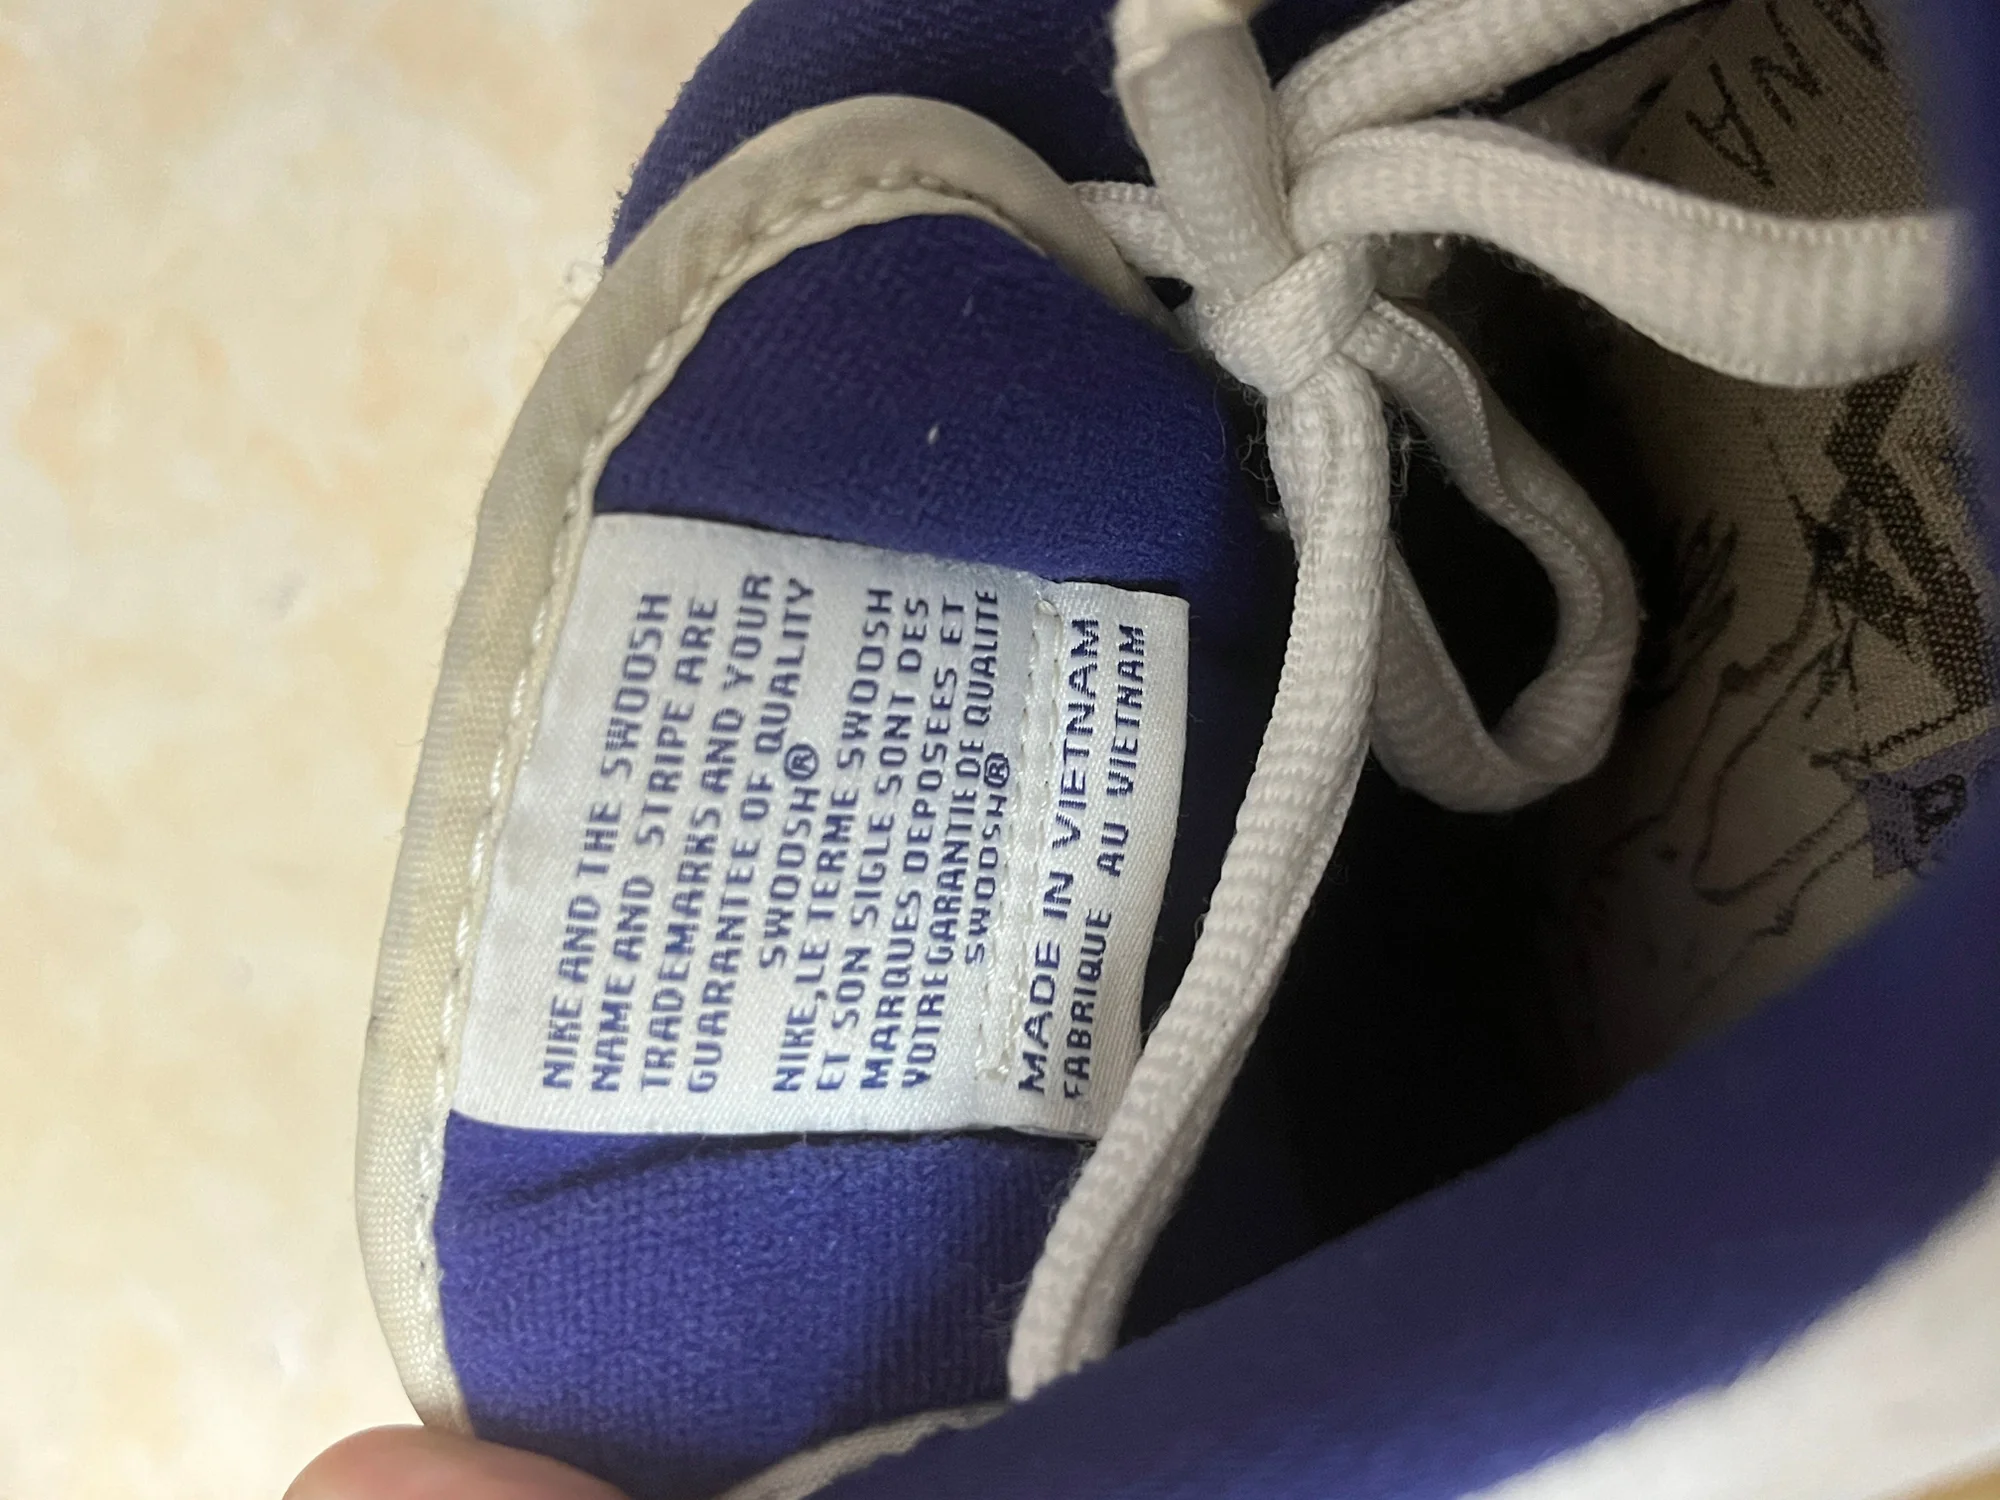 NIKE AND THE SWOOSH
NAME AND STRIPE ARE
TRADEMARKS AND YOUR
GUARANTEE OF QUALITY
SWOOSH®
NIKE, LE TERME SWOOSH
ET SON SIGLE SONT DES
MARQUES DEPOSEES ET
VOTRE GARANTIE DE QUALITE
SWOOSH®
MADE IN VIETNAM
FABRIQUE AU VIETNAM